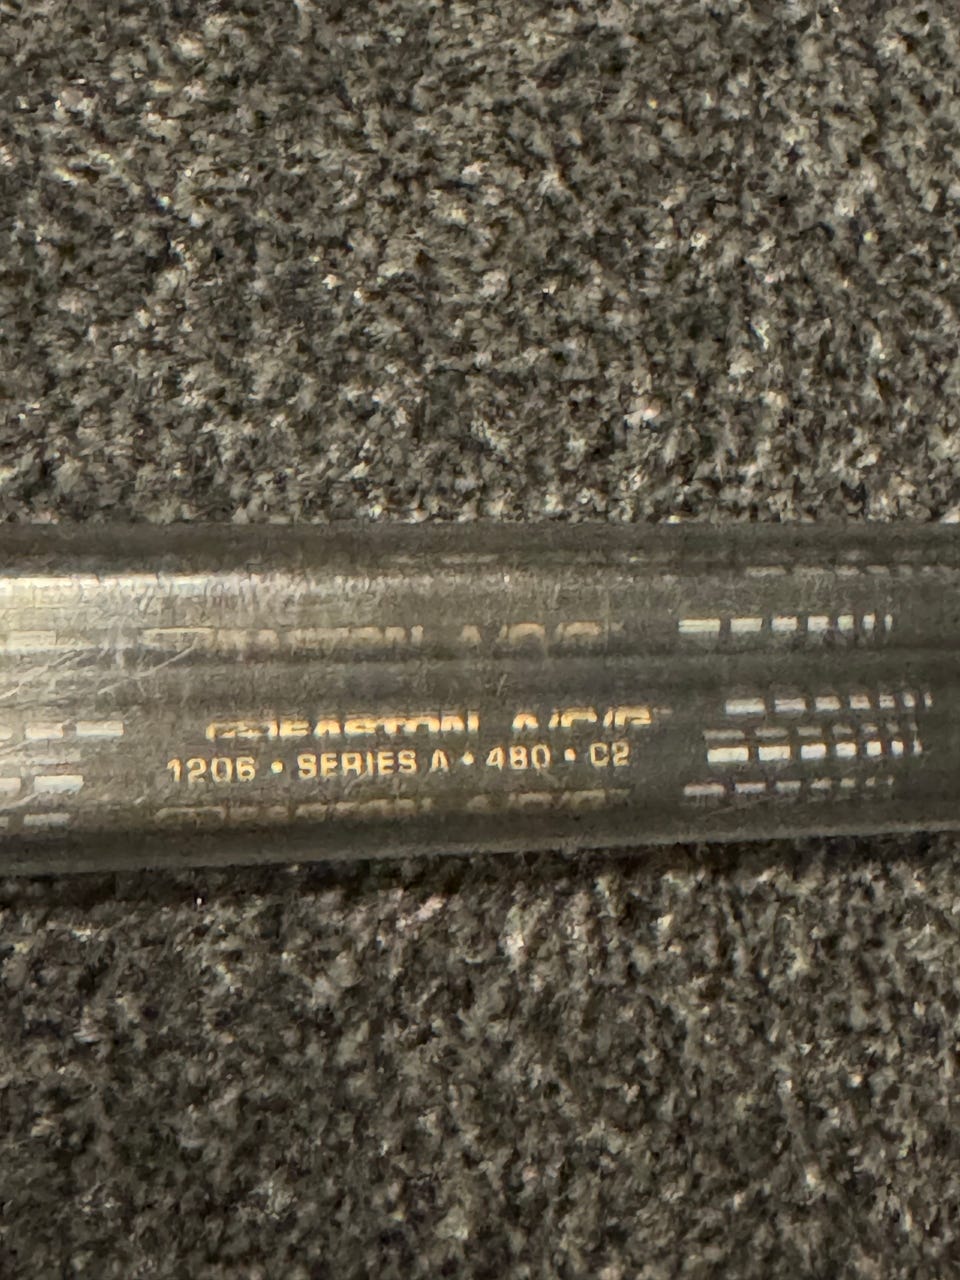 EASTON A/C/E
1206 • SERIES A • 480 • C2